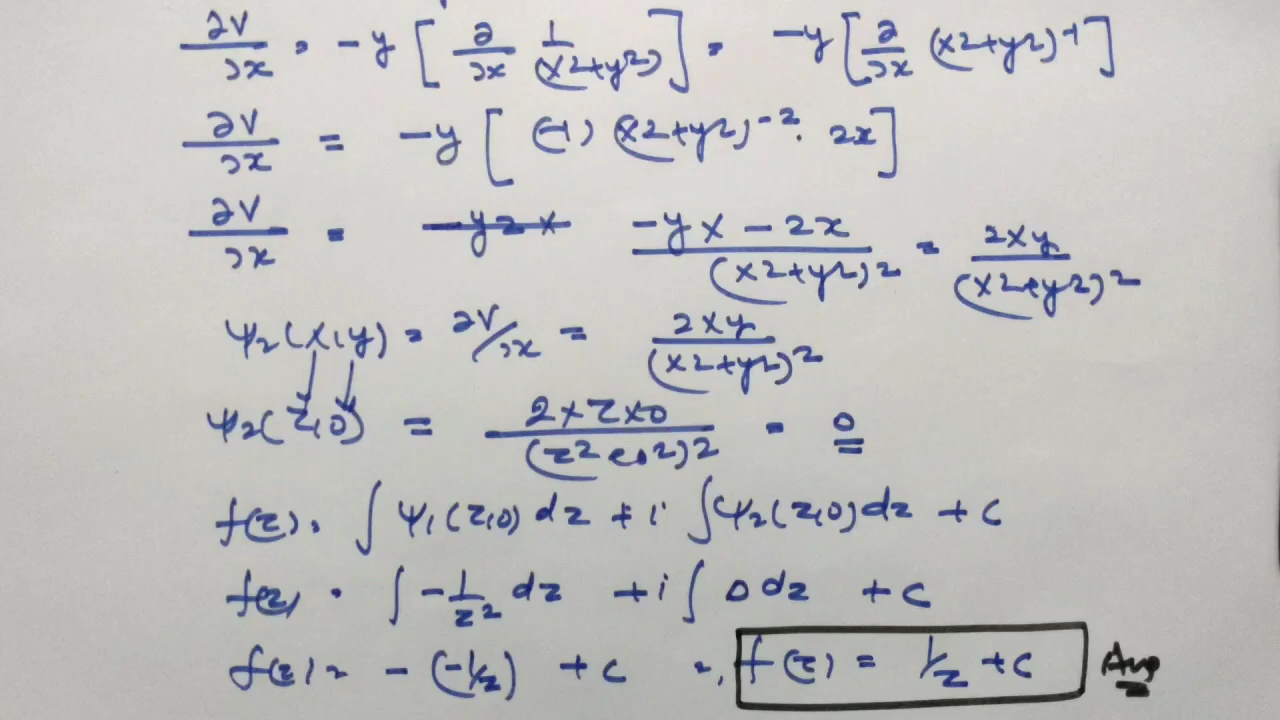 ∂V/∂x = -y [ ∂/∂x 1/(x2+y2) ] = -y [ ∂/∂x (x2+y2)-1 ]
∂V/∂x = -y [ (-1) (x2+y2)-2 . 2x ]
∂V/∂x = -y2x -y x - 2x / (x2+y2)2 = 2xy / (x2+y2)2
Ψ2(x,y) = ∂V/∂x = 2xy / (x2+y2)2
Ψ2(z,0) = 2×z×0 / (z2+02)2 = 0
f(z) = ∫ Ψ1(z,0) dz + i ∫ Ψ2(z,0) dz + c
f(z) = ∫ -1/z2 dz + i ∫ 0 dz + c
f(z) = - (-1/z) + c =, f(z) = 1/z + c Ans